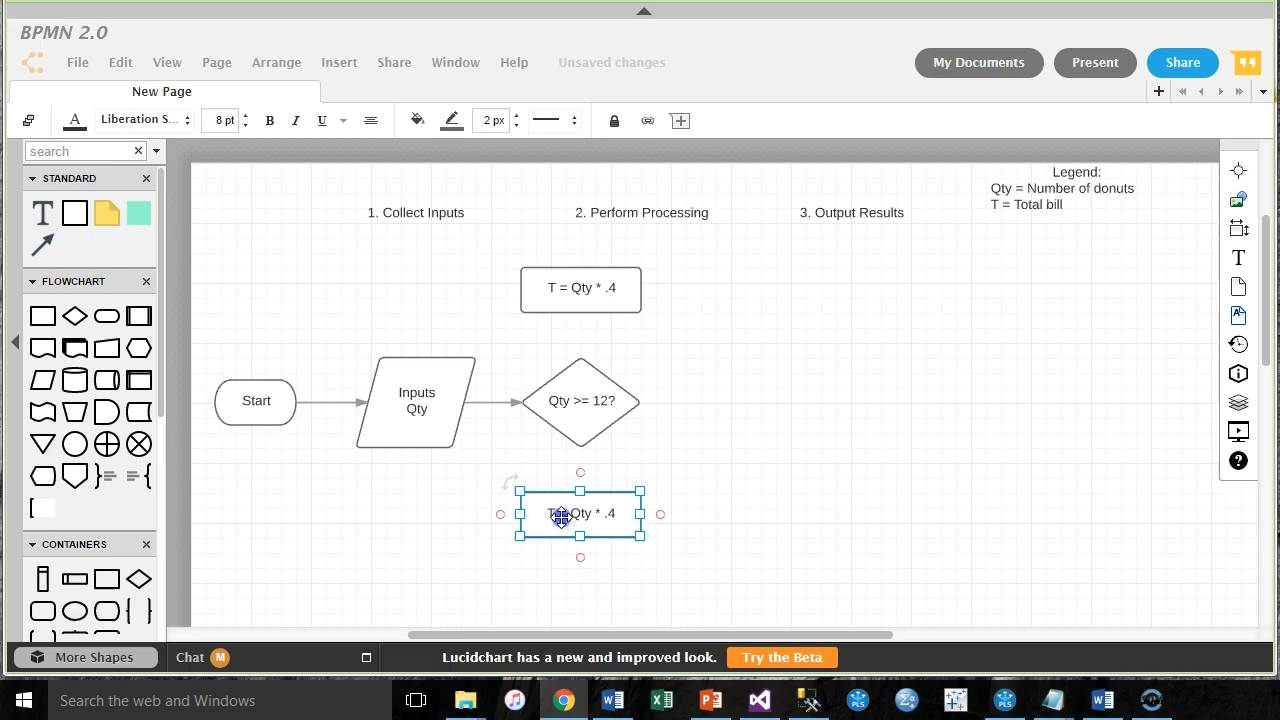 BPMN 2.0
File Edit View Page Arrange Insert Share Window Help Unsaved changes My Documents Present Share
New Page
A Liberation S... 8 pt B I U 2 px
search
STANDARD
T
FLOWCHART
CONTAINERS
Legend:
Qty = Number of donuts
T = Total bill
1. Collect Inputs 2. Perform Processing 3. Output Results
T = Qty * .4
Start
Inputs
Qty
Qty >= 12?
T = Qty * .4
More Shapes Chat M Lucidchart has a new and improved look. Try the Beta
Search the web and Windows